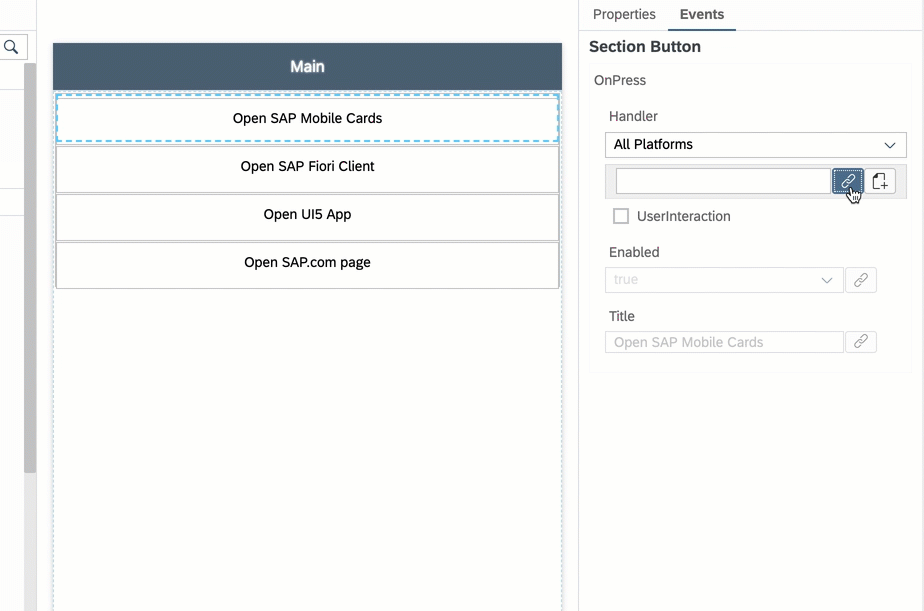 Properties Events
Section Button
Main
OnPress
Handler
Open SAP Mobile Cards
All Platforms
Open SAP Fiori Client
Open UI5 App
UserInteraction
Open SAP.com page
Enabled
true
Title
Open SAP Mobile Cards